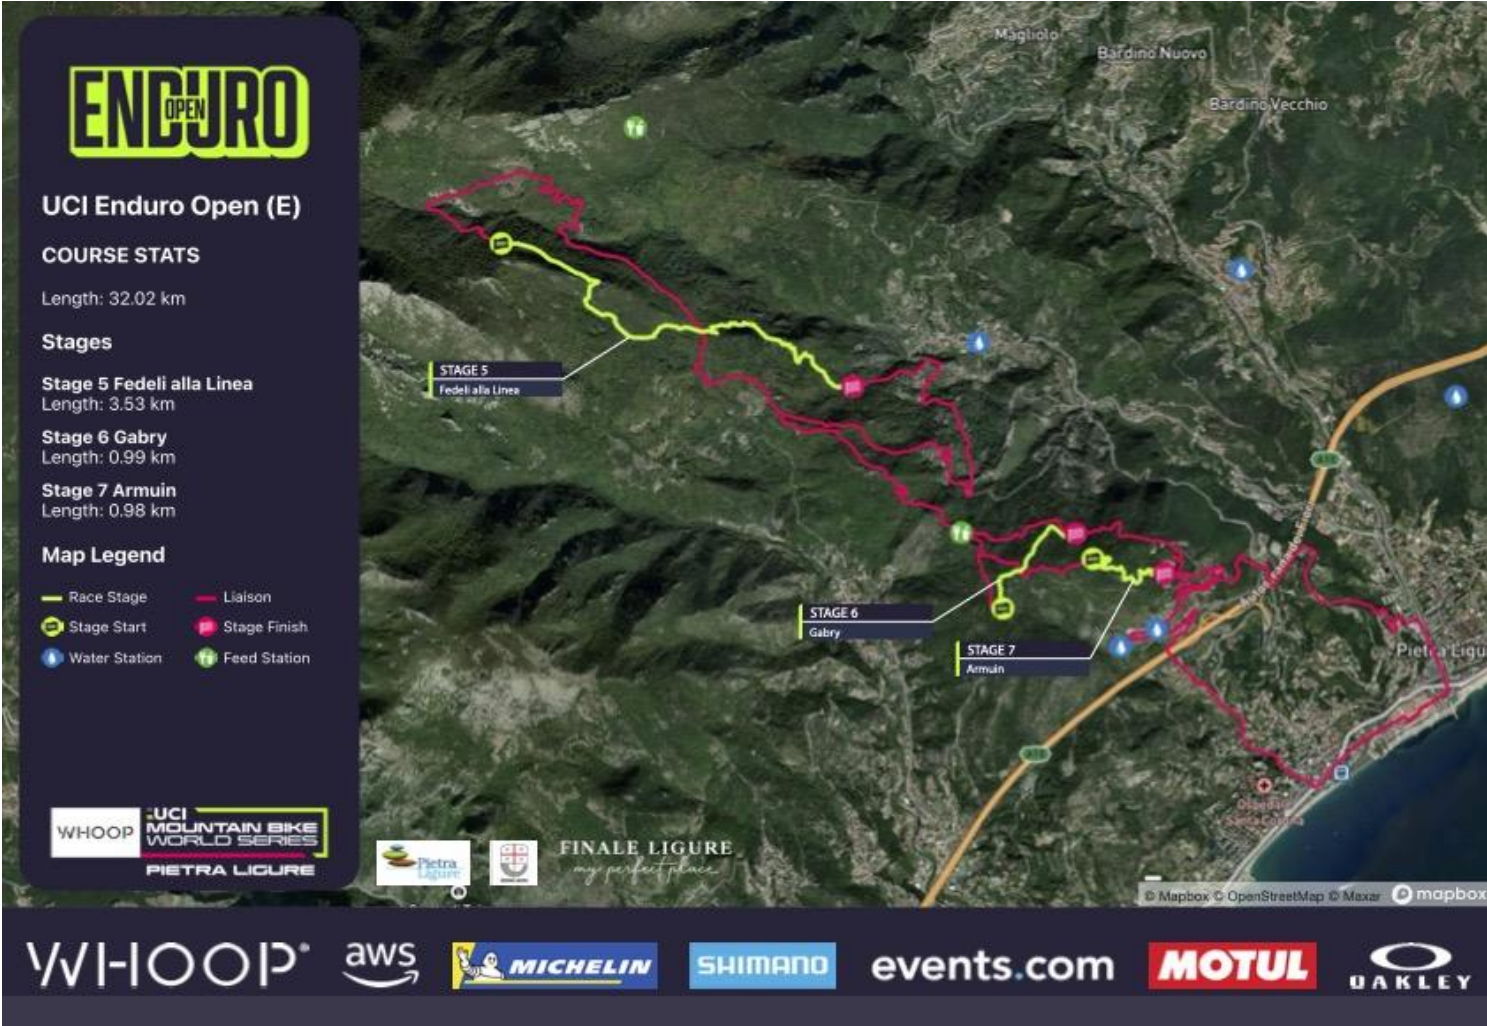 ENDURO
OPEN
UCI Enduro Open (E)
COURSE STATS
Length: 32.02 km
Stages
Stage 5 Fedeli alla Linea
Length: 3.53 km
Stage 6 Gabry
Length: 0.99 km
Stage 7 Armuin
Length: 0.98 km
Map Legend
Race Stage
Liaison
Stage Start
Stage Finish
Water Station
Feed Station
WHOOP
UCI
MOUNTAIN BIKE
WORLD SERIES
PIETRA LIGURE
Magliolo
Bardino Nuovo
Bardino Vecchio
STAGE 5
Fedeli alla Linea
STAGE 6
Gabry
STAGE 7
Armuin
Pietra Ligu
Pietra
Ligure
FINALE LIGURE
my perfect place
© Mapbox © OpenStreetMap © Maxar
mapbox
WHOOP
aws
MICHELIN
SHIMANO
events.com
MOTUL
OAKLEY